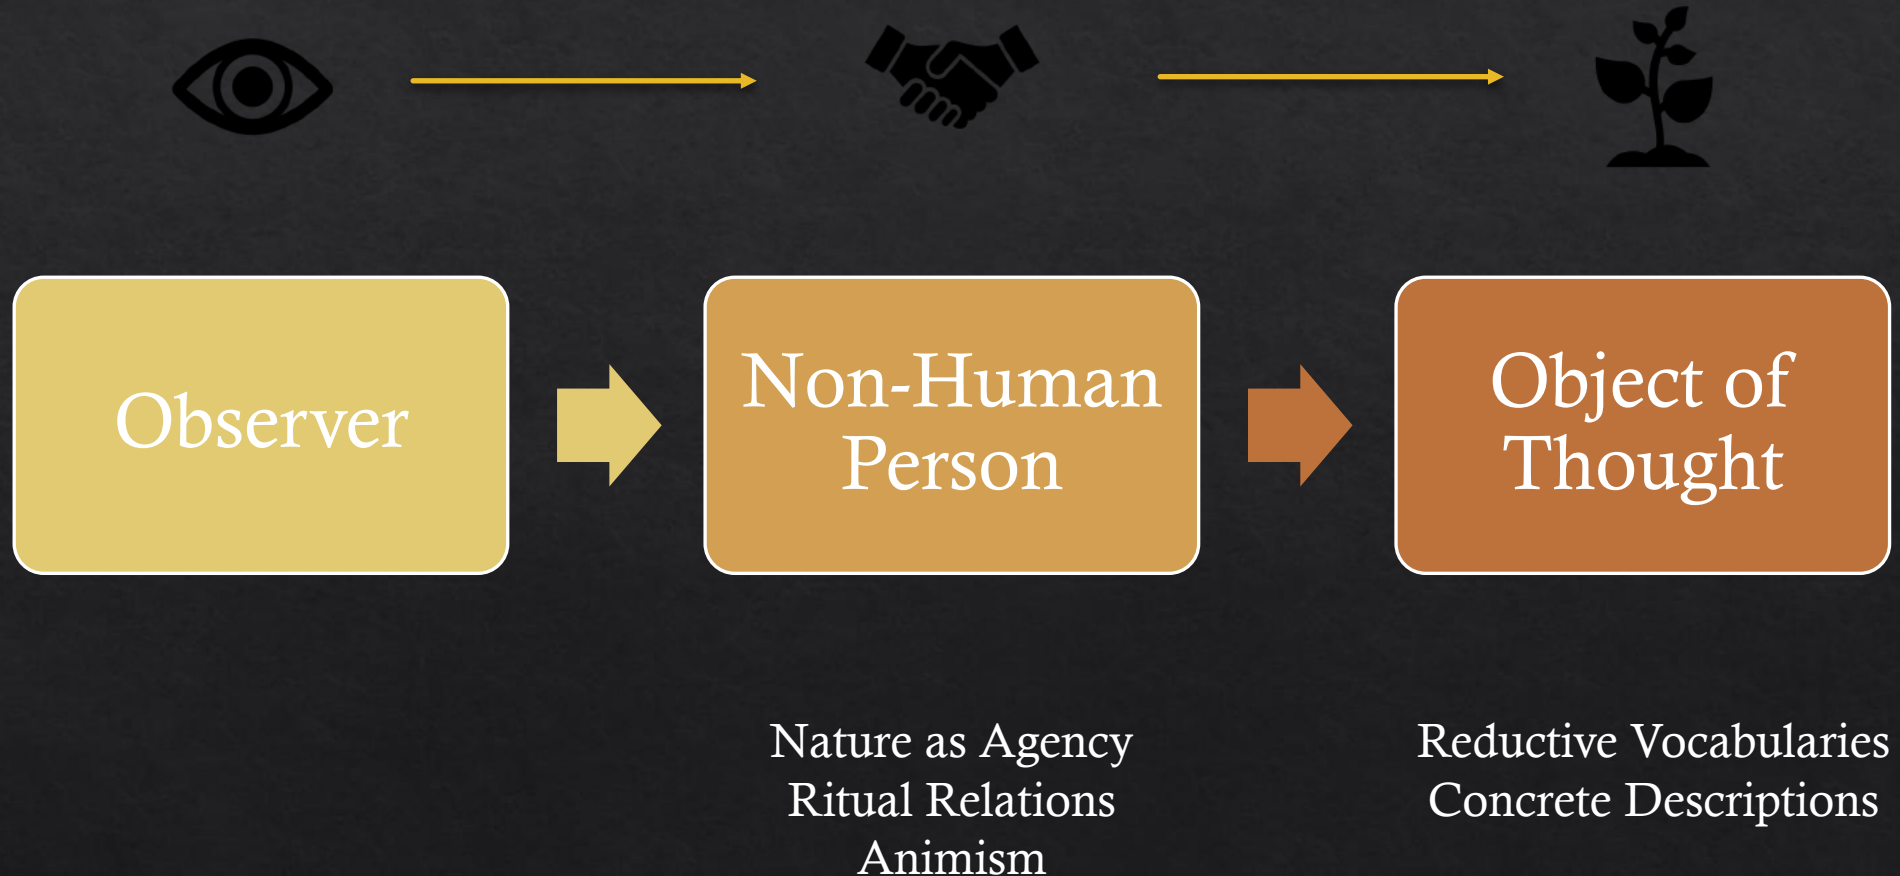 Observer
Non-Human
Person
Object of
Thought
Nature as Agency
Ritual Relations
Animism
Reductive Vocabularies
Concrete Descriptions